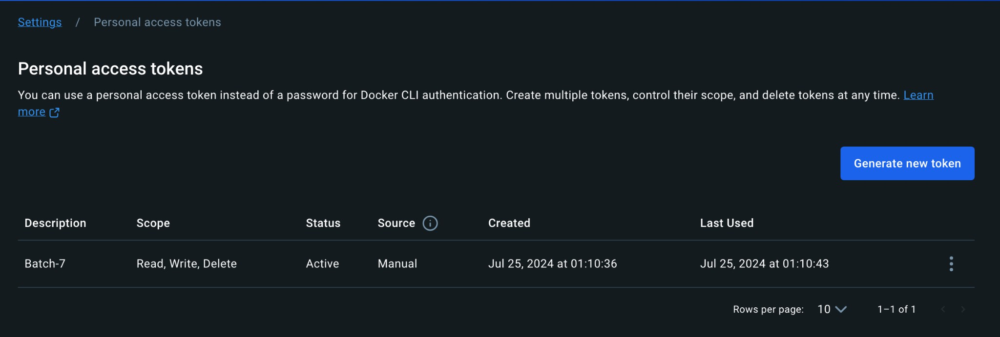 Settings / Personal access tokens
Personal access tokens
You can use a personal access token instead of a password for Docker CLI authentication. Create multiple tokens, control their scope, and delete tokens at any time. Learn
more
Generate new token
Description Scope Status Source Created Last Used
Batch-7 Read, Write, Delete Active Manual Jul 25, 2024 at 01:10:36 Jul 25, 2024 at 01:10:43
Rows per page: 10 1–1 of 1